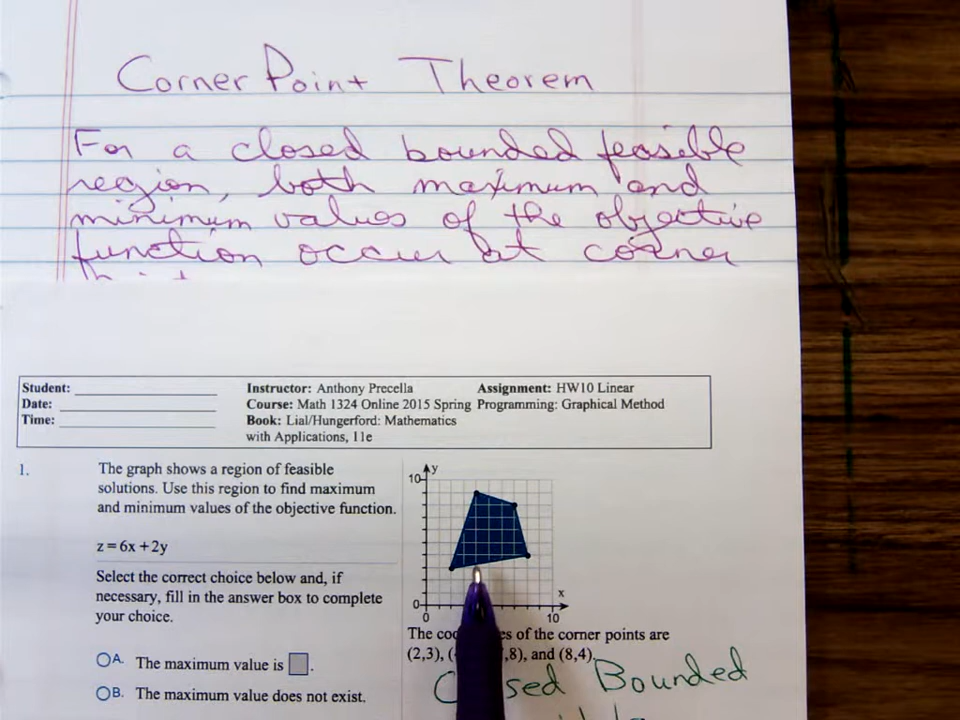 Corner Point Theorem
For a closed bounded feasible
region, both maximum and
minimum values of the objective
function occur at corner
Student:
Instructor: Anthony Precella
Assignment: HW10 Linear
Date:
Course: Math 1324 Online 2015 Spring
Programming: Graphical Method
Time:
Book: Lial/Hungerford: Mathematics
with Applications, 11e
1.
The graph shows a region of feasible
solutions. Use this region to find maximum
and minimum values of the objective function.
z = 6x + 2y
Select the correct choice below and, if
necessary, fill in the answer box to complete
your choice.
A. The maximum value is .
B. The maximum value does not exist.
10
y
x
0
0
10
The of the corner points are
(2,3), ,8), and (8,4).
Bounded